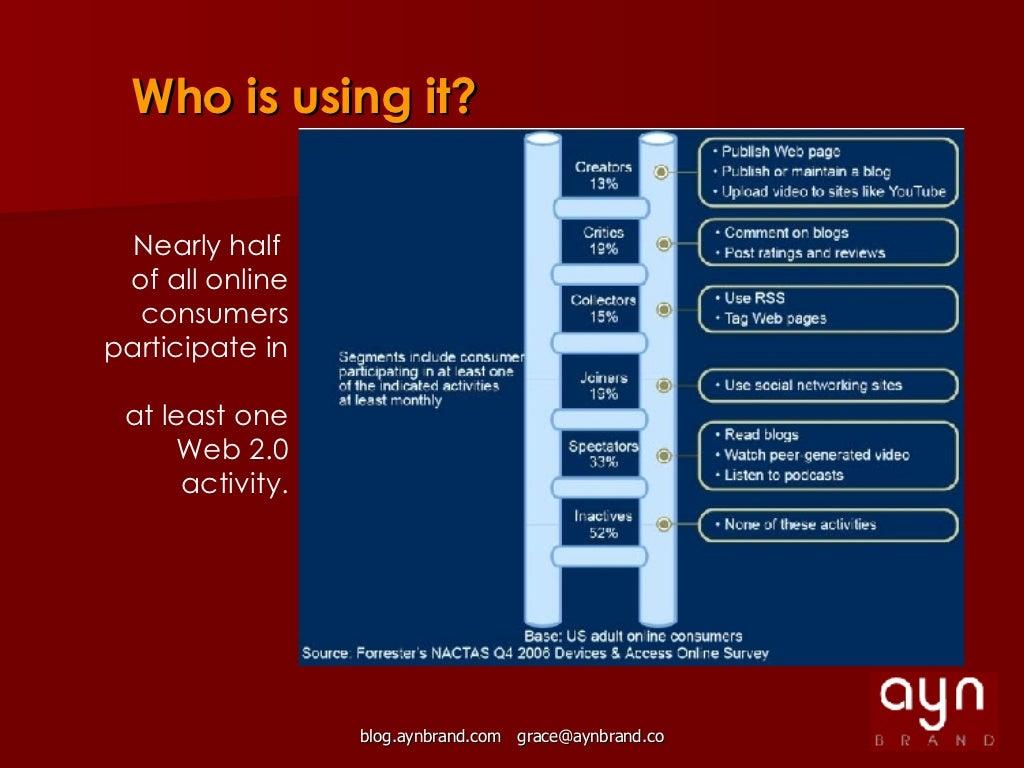 Who is using it?
Nearly half
of all online
consumers
participate in
at least one
Web 2.0
activity.
Segments include consumer
participating in at least one
of the indicated activities
at least monthly
Creators
13%
• Publish Web page
• Publish or maintain a blog
• Upload video to sites like YouTube
Critics
19%
• Comment on blogs
• Post ratings and reviews
Collectors
15%
• Use RSS
• Tag Web pages
Joiners
19%
• Use social networking sites
Spectators
33%
• Read blogs
• Watch peer-generated video
• Listen to podcasts
Inactives
52%
• None of these activities
Base: US adult online consumers
Source: Forrester's NACTAS Q4 2006 Devices & Access Online Survey
ayn
BRAND
blog.aynbrand.com grace@aynbrand.co